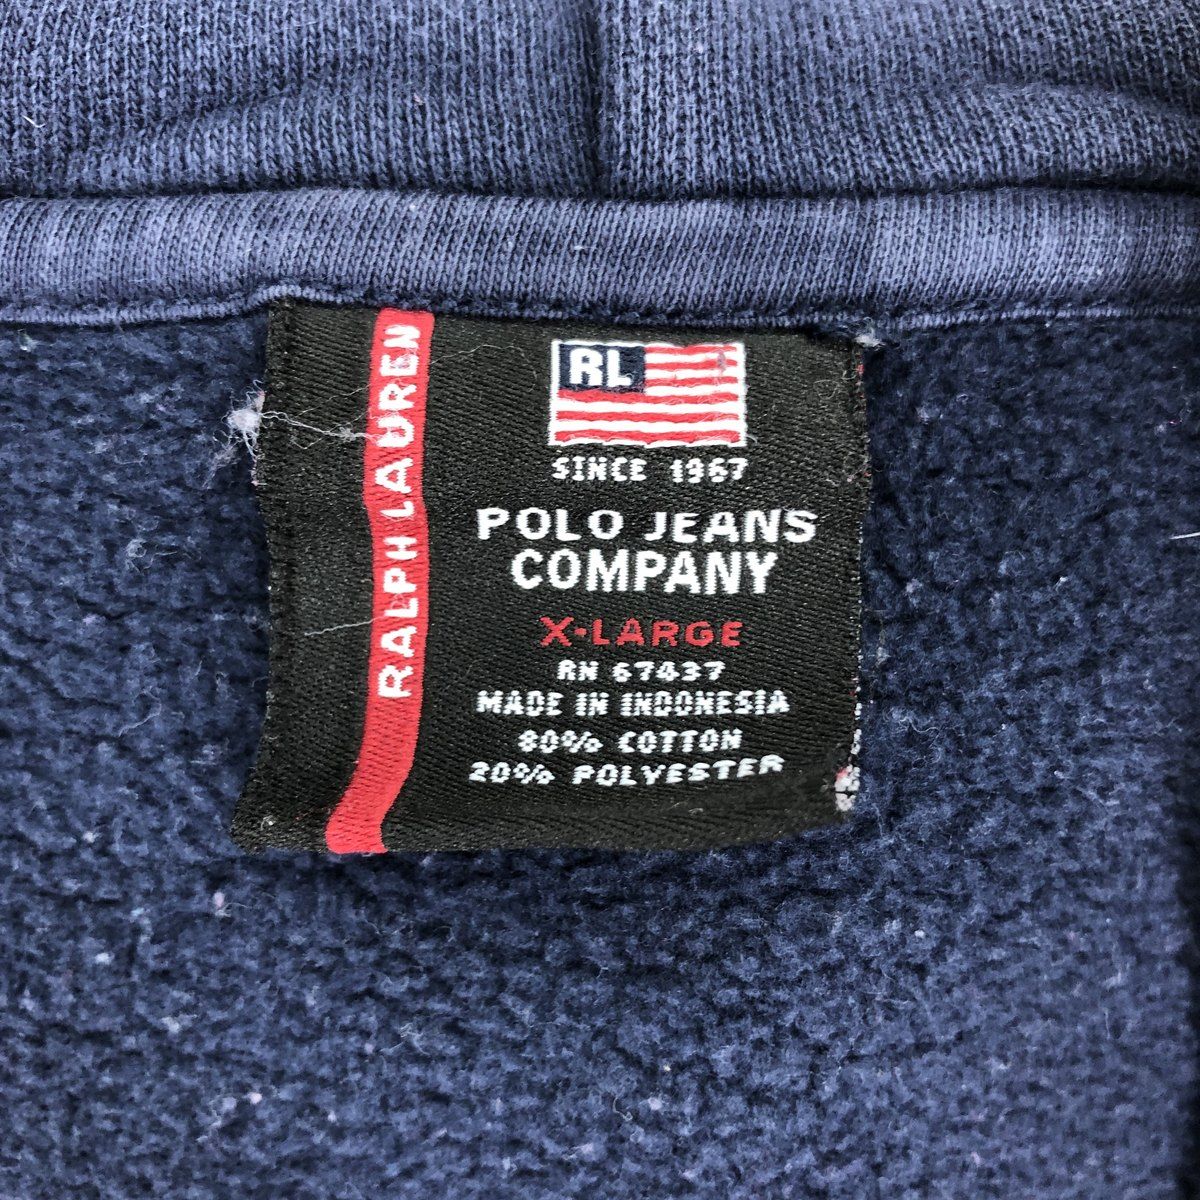 RALPH LAUREN
RL
SINCE 1967
POLO JEANS
COMPANY
X-LARGE
RN 67437
MADE IN INDONESIA
80% COTTON
20% POLYESTER